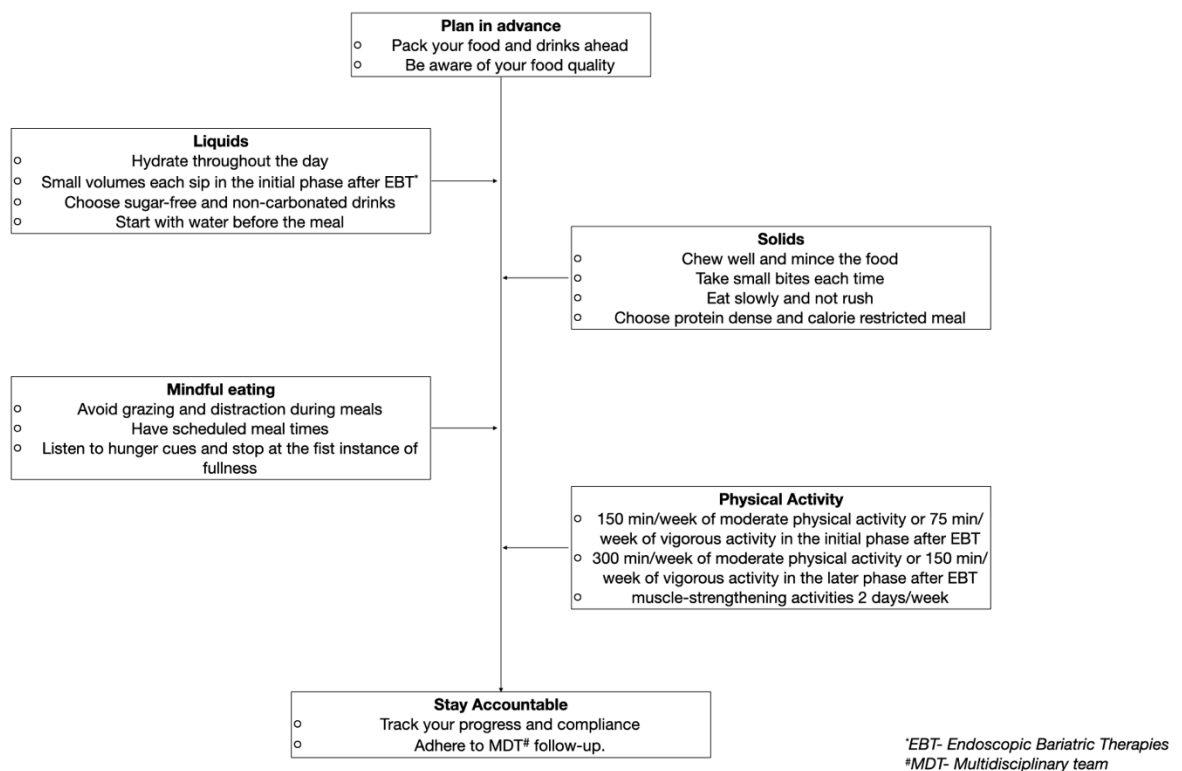 Plan in advance
○ Pack your food and drinks ahead
○ Be aware of your food quality
Liquids
○ Hydrate throughout the day
○ Small volumes each sip in the initial phase after EBT*
○ Choose sugar-free and non-carbonated drinks
○ Start with water before the meal
Solids
○ Chew well and mince the food
○ Take small bites each time
○ Eat slowly and not rush
○ Choose protein dense and calorie restricted meal
Mindful eating
○ Avoid grazing and distraction during meals
○ Have scheduled meal times
○ Listen to hunger cues and stop at the fist instance of
fullness
Physical Activity
○ 150 min/week of moderate physical activity or 75 min/
week of vigorous activity in the initial phase after EBT
○ 300 min/week of moderate physical activity or 150 min/
week of vigorous activity in the later phase after EBT
○ muscle-strengthening activities 2 days/week
Stay Accountable
○ Track your progress and compliance
○ Adhere to MDT# follow-up.
*EBT- Endoscopic Bariatric Therapies
#MDT- Multidisciplinary team